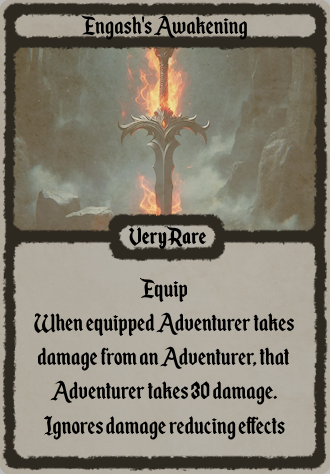 Engash's Awakening
Very Rare
Equip
When equipped Adventurer takes
damage from an Adventurer, that
Adventurer takes 30 damage.
Ignores damage reducing effects